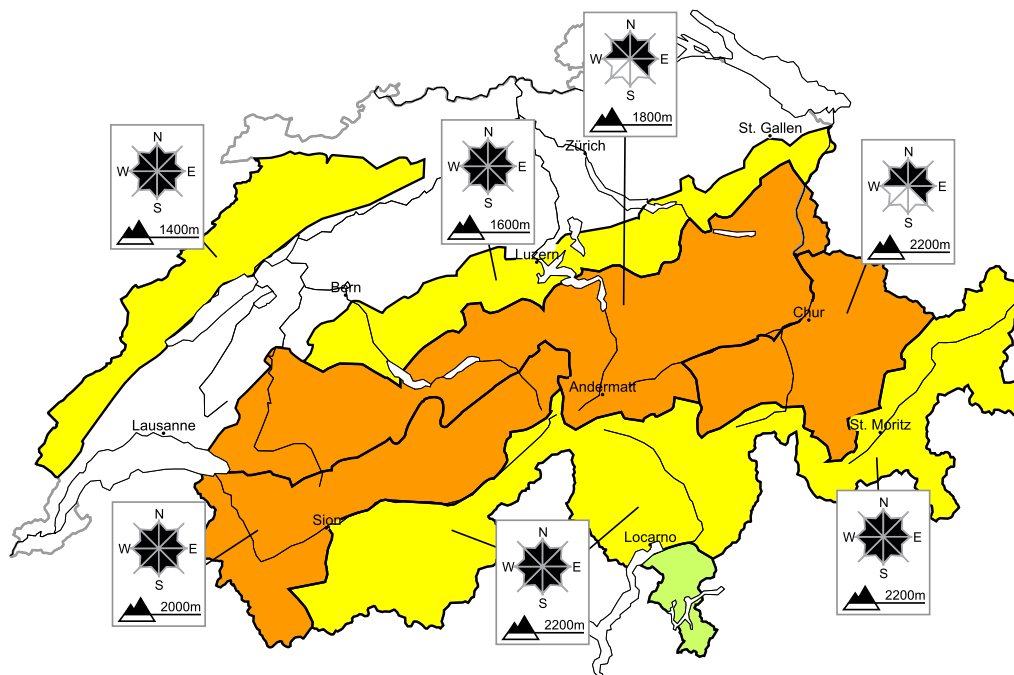 N
W E
S
1800m
St. Gallen
Zürich
N
W E
S
1400m
N
W E
S
1600m
N
W E
S
2200m
Luzern
Bern
Chur
Andermatt
Lausanne
St. Moritz
N
W E
S
2000m
Sion
N
W E
S
2200m
Locarno
N
W E
S
2200m